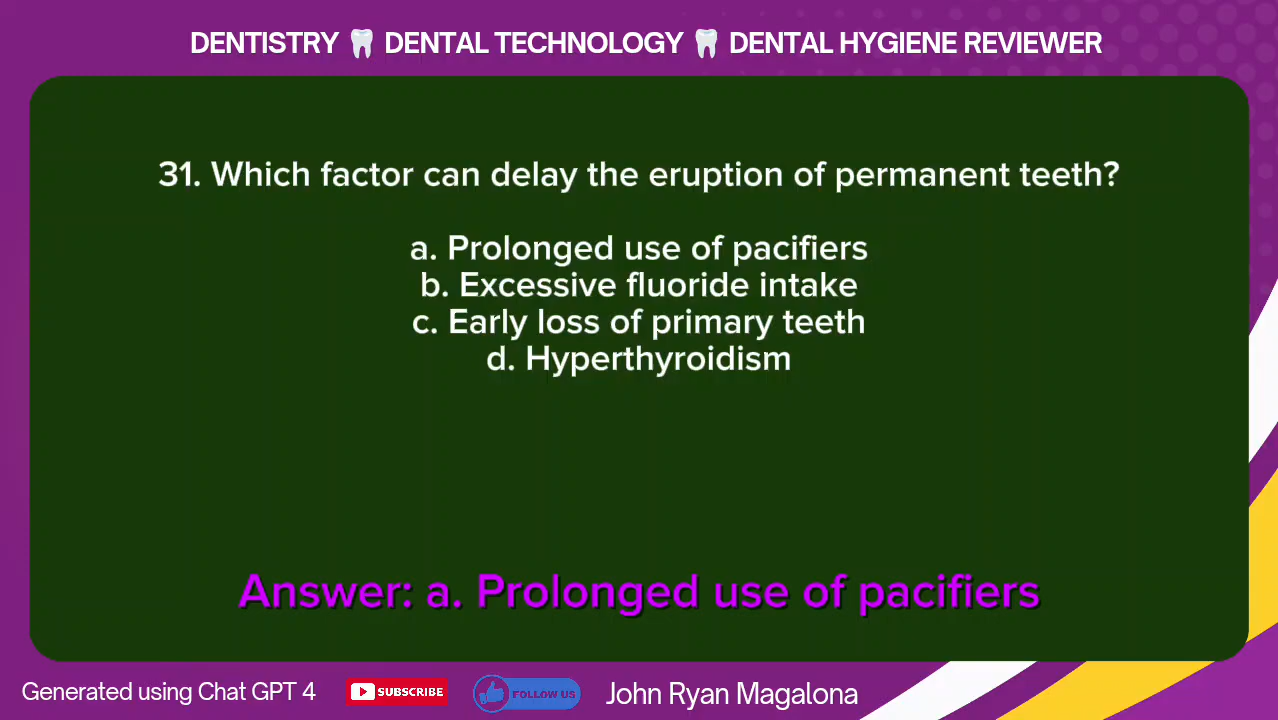 DENTISTRY 🦷 DENTAL TECHNOLOGY 🦷 DENTAL HYGIENE REVIEWER
31. Which factor can delay the eruption of permanent teeth?
a. Prolonged use of pacifiers
b. Excessive fluoride intake
c. Early loss of primary teeth
d. Hyperthyroidism
Answer: a. Prolonged use of pacifiers
Generated using Chat GPT 4 SUBSCRIBE FOLLOW US John Ryan Magalona